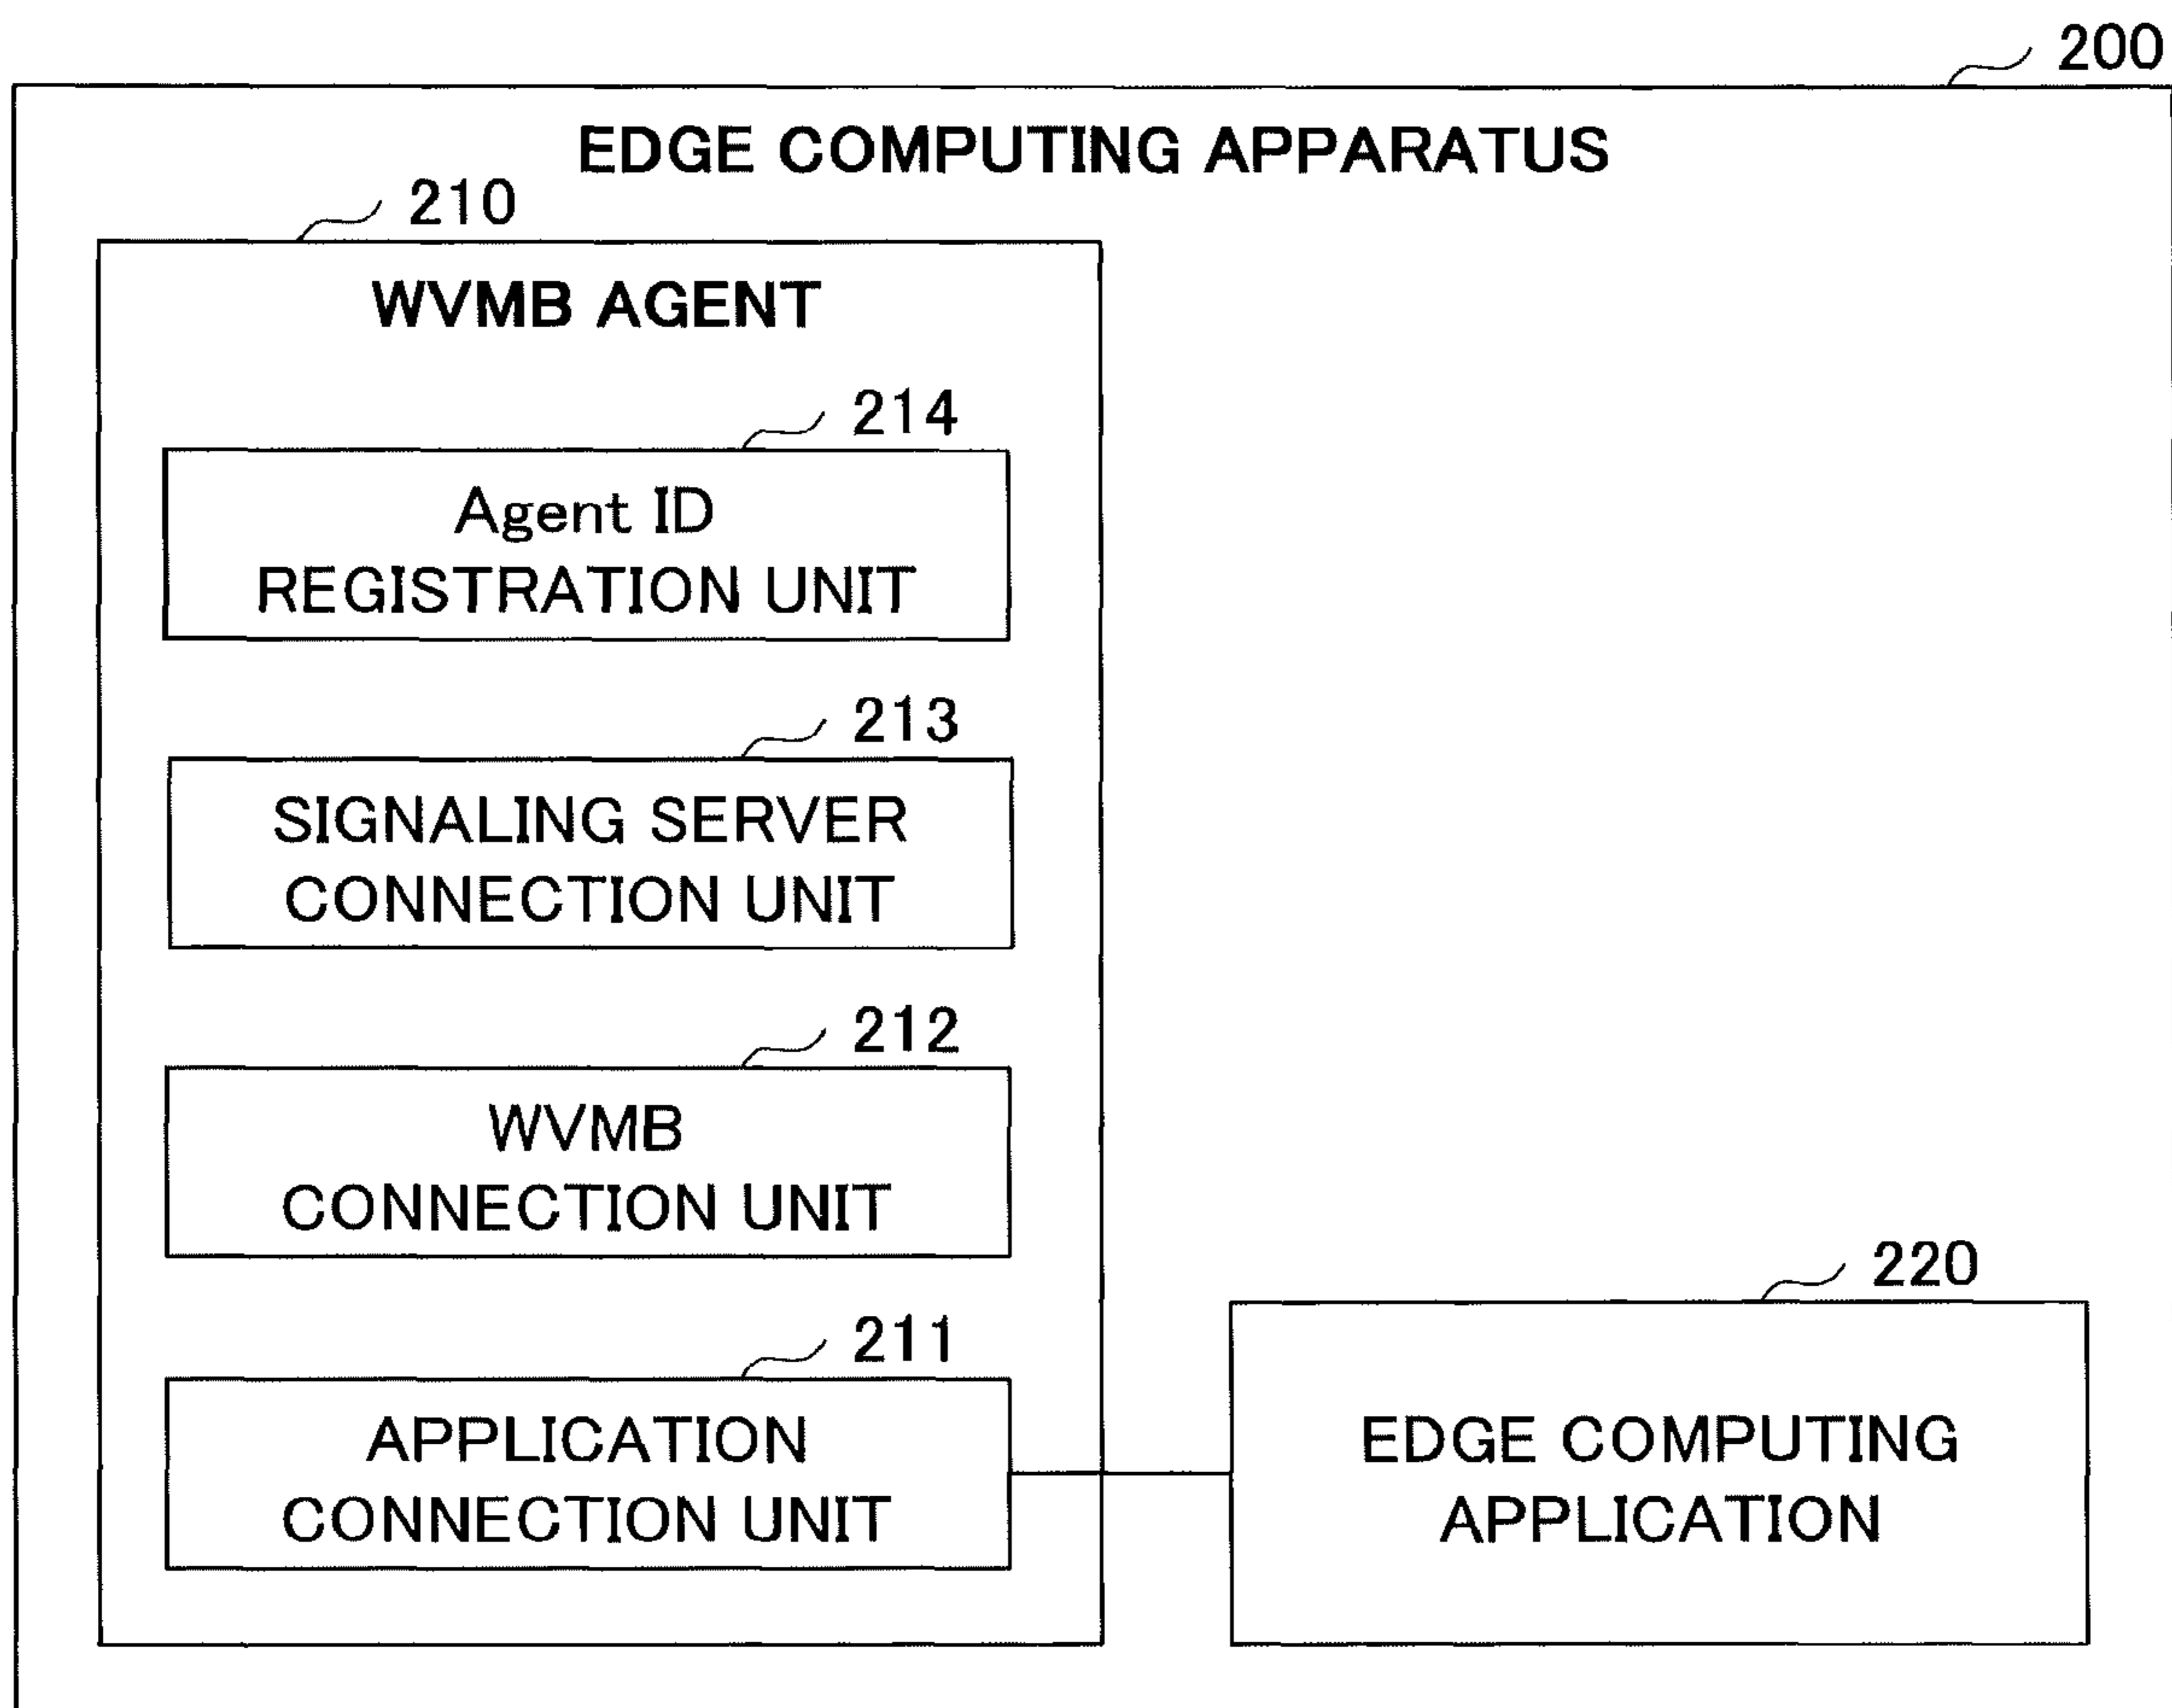 200
EDGE COMPUTING APPARATUS
210
WVMB AGENT
214
Agent ID
REGISTRATION UNIT
213
SIGNALING SERVER
CONNECTION UNIT
212
WVMB
CONNECTION UNIT
211
APPLICATION
CONNECTION UNIT
220
EDGE COMPUTING
APPLICATION